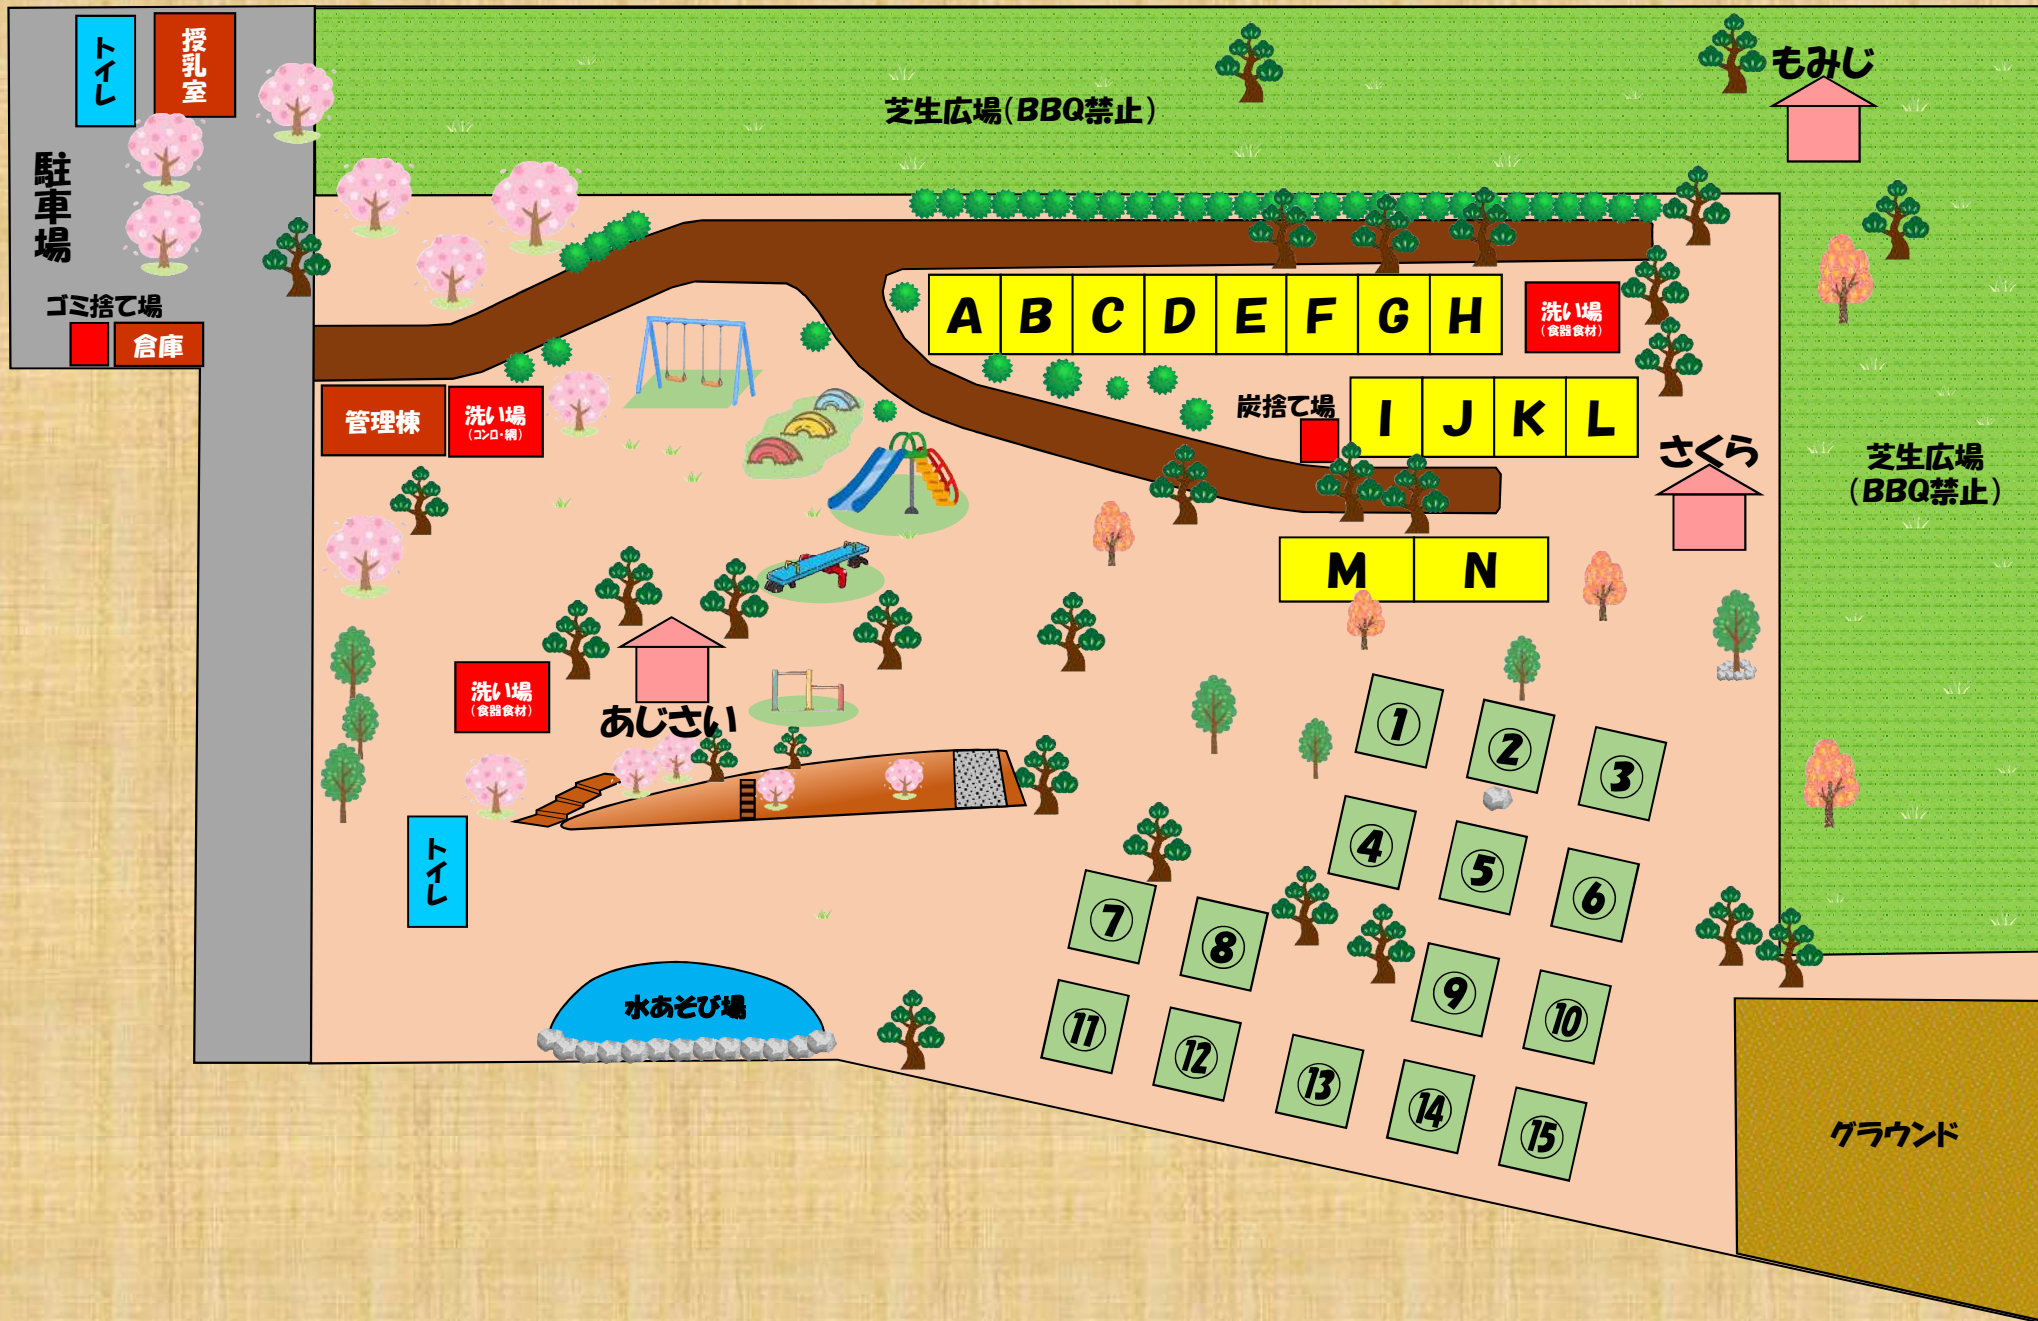 トイレ
授乳室
駐車場
ゴミ捨て場
倉庫
芝生広場(BBQ禁止)
もみじ
管理棟
洗い場
(コンロ・網)
A B C D E F G H
洗い場
(食器食材)
炭捨て場
I J K L
さくら
芝生広場
(BBQ禁止)
M N
洗い場
(食器食材)
あじさい
トイレ
水あそび場
① ② ③
④ ⑤ ⑥
⑦ ⑧ ⑨ ⑩
⑪ ⑫ ⑬ ⑭ ⑮
グラウンド